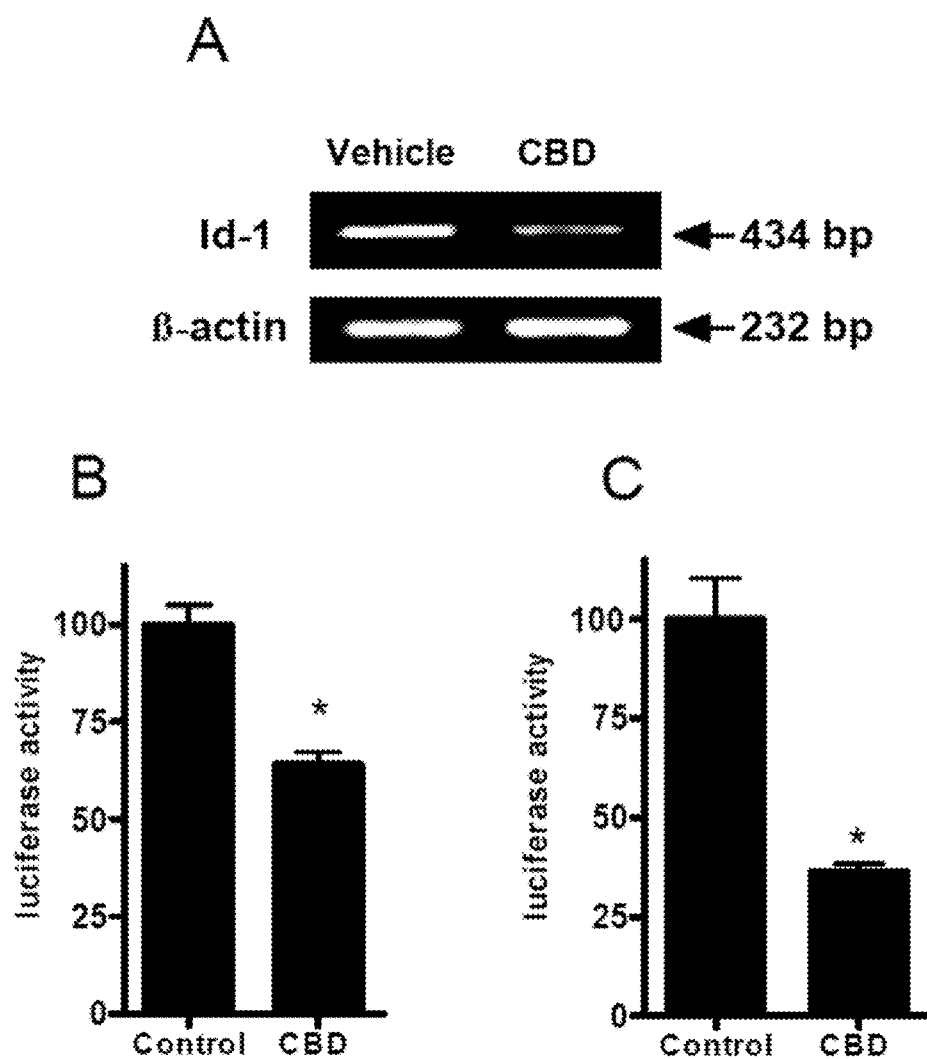 A
Vehicle CBD
Id-1 434 bp
ß-actin 232 bp
B
luciferase activity
100
75
50
25
0
Control CBD
*
C
luciferase activity
100
75
50
25
0
Control CBD
*